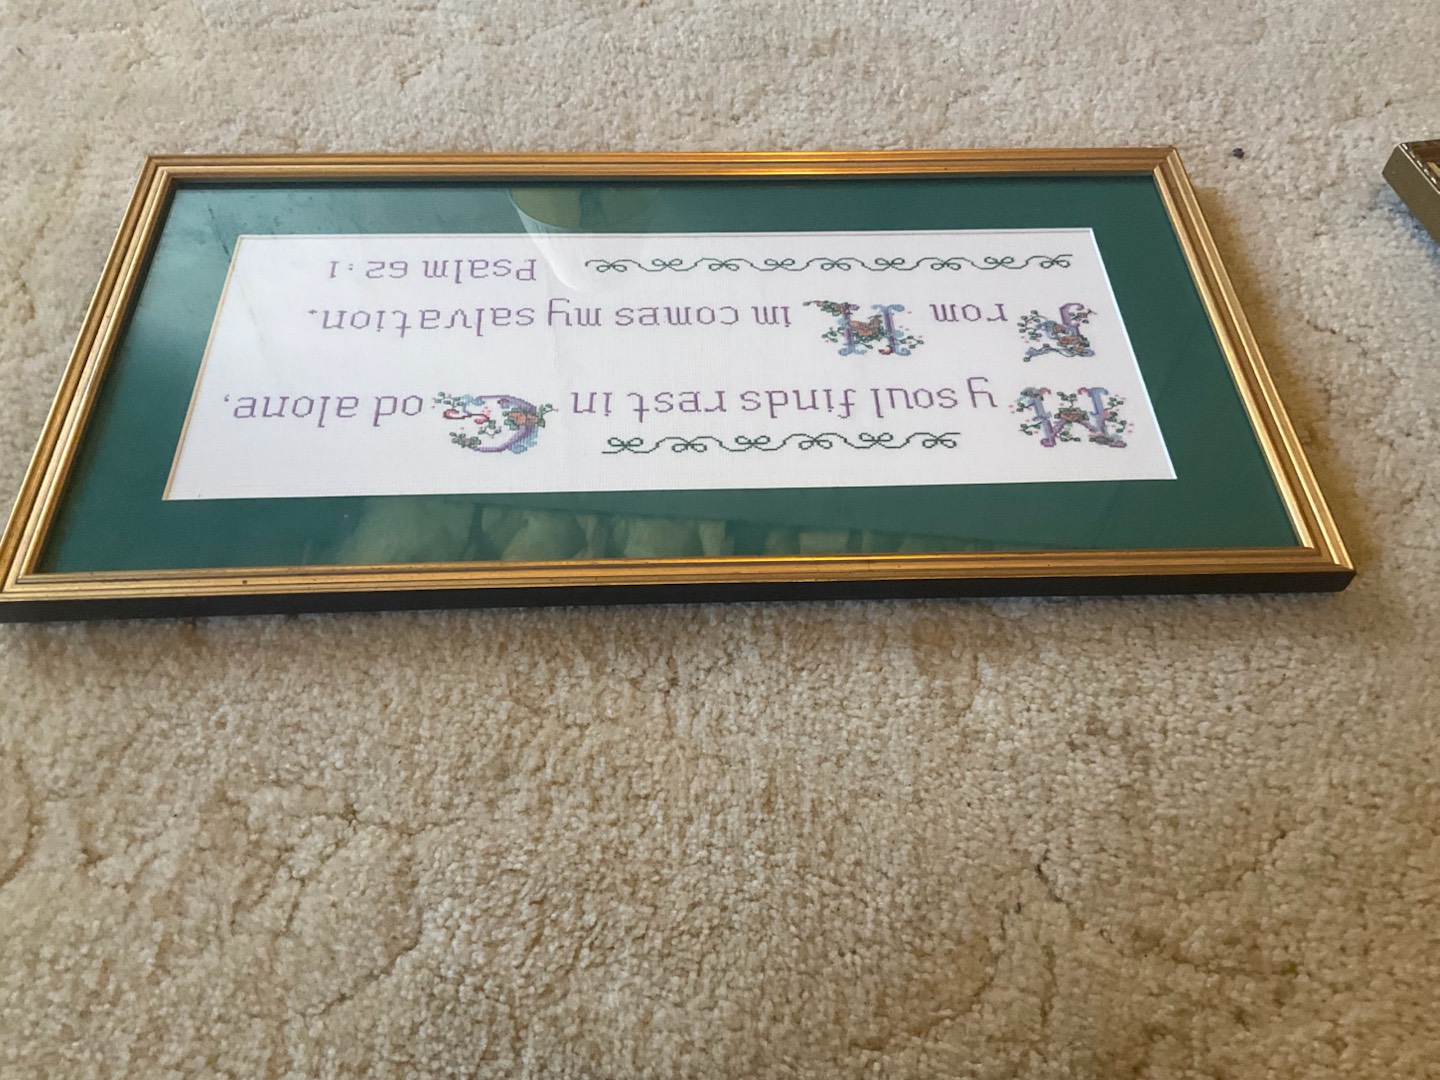 My soul finds rest in God alone,
From Him comes my salvation.
Psalm 62:1